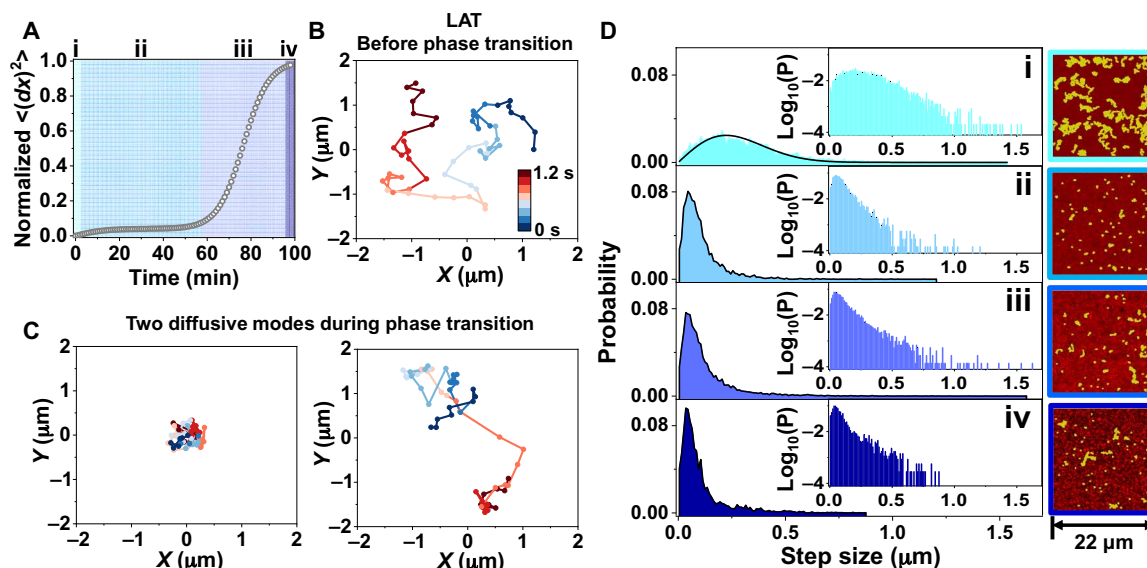 A
i ii iii iv
Normalized <(dx)²>
1.0
0.8
0.6
0.4
0.2
0.0
0 20 40 60 80 100
Time (min)
B
LAT
Before phase transition
Y (μm)
2
1
0
−1
−2
−2 −1 0 1 2
X (μm)
1.2 s
0 s
C
Two diffusive modes during phase transition
Y (μm)
2
1
0
−1
−2
−2 −1 0 1 2
X (μm)
Y (μm)
2
1
0
−1
−2
−2 −1 0 1 2
X (μm)
D
Probability
0.08
0.00
Log₁₀(P)
−2
−4
0.0 0.5 1.0 1.5
i
0.08
0.00
Log₁₀(P)
−2
−4
0.0 0.5 1.0 1.5
ii
0.08
0.00
Log₁₀(P)
−2
−4
0.0 0.5 1.0 1.5
iii
0.08
0.00
Log₁₀(P)
−2
−4
0.0 0.5 1.0 1.5
iv
0.0 0.5 1.0 1.5
Step size (μm)
22 μm